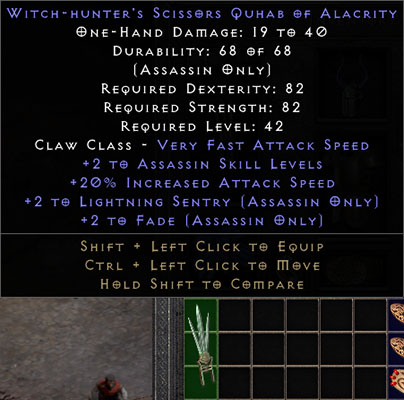 Witch-hunter's Scissors Quhab of Alacrity
One-Hand Damage: 19 to 40
Durability: 68 of 68
(Assassin Only)
Required Dexterity: 82
Required Strength: 82
Required Level: 42
Claw Class - Very Fast Attack Speed
+2 to Assassin Skill Levels
+20% Increased Attack Speed
+2 to Lightning Sentry (Assassin Only)
+2 to Fade (Assassin Only)
Shift + Left Click to Equip
Ctrl + Left Click to Move
Hold Shift to Compare